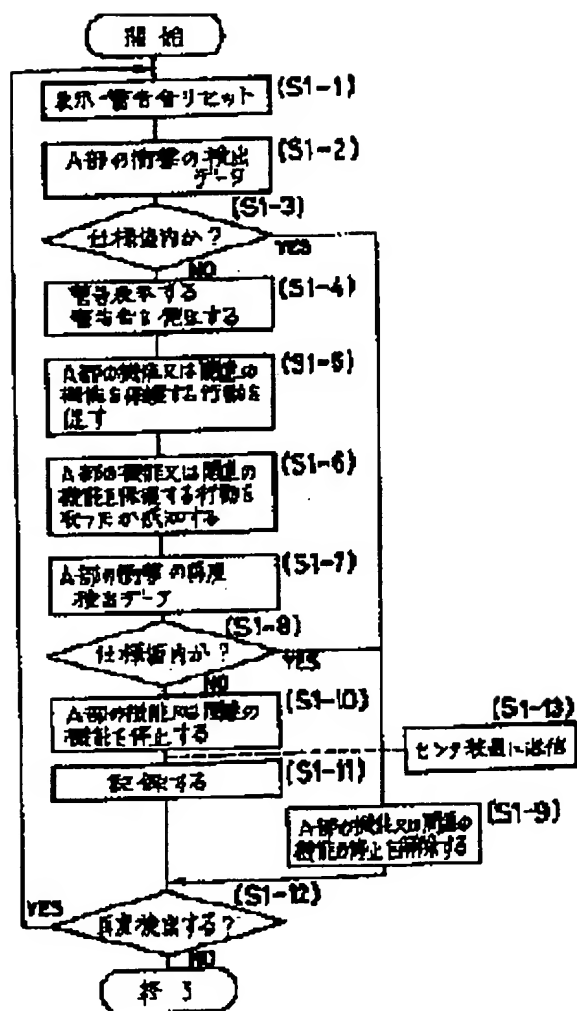 開始
表示・警告音リセット
(S1-1)
A部の衝撃の検出
データ
(S1-2)
(S1-3)
仕様値内か?
YES
NO
警告表示する
警告音を発生する
(S1-4)
A部の機能又は関連の
機能を保護する行動を
促す
(S1-5)
A部の機能又は関連の
機能を保護する行動を
取ったか感知する
(S1-6)
A部の衝撃の再度
検出データ
(S1-7)
(S1-8)
仕様値内か?
YES
NO
A部の機能又は関連の
機能を停止する
(S1-10)
(S1-13)
センタ装置に送信
記録する
(S1-11)
A部の機能又は関連の
機能の停止を解除する
(S1-9)
(S1-12)
YES
再度検出する?
NO
終了